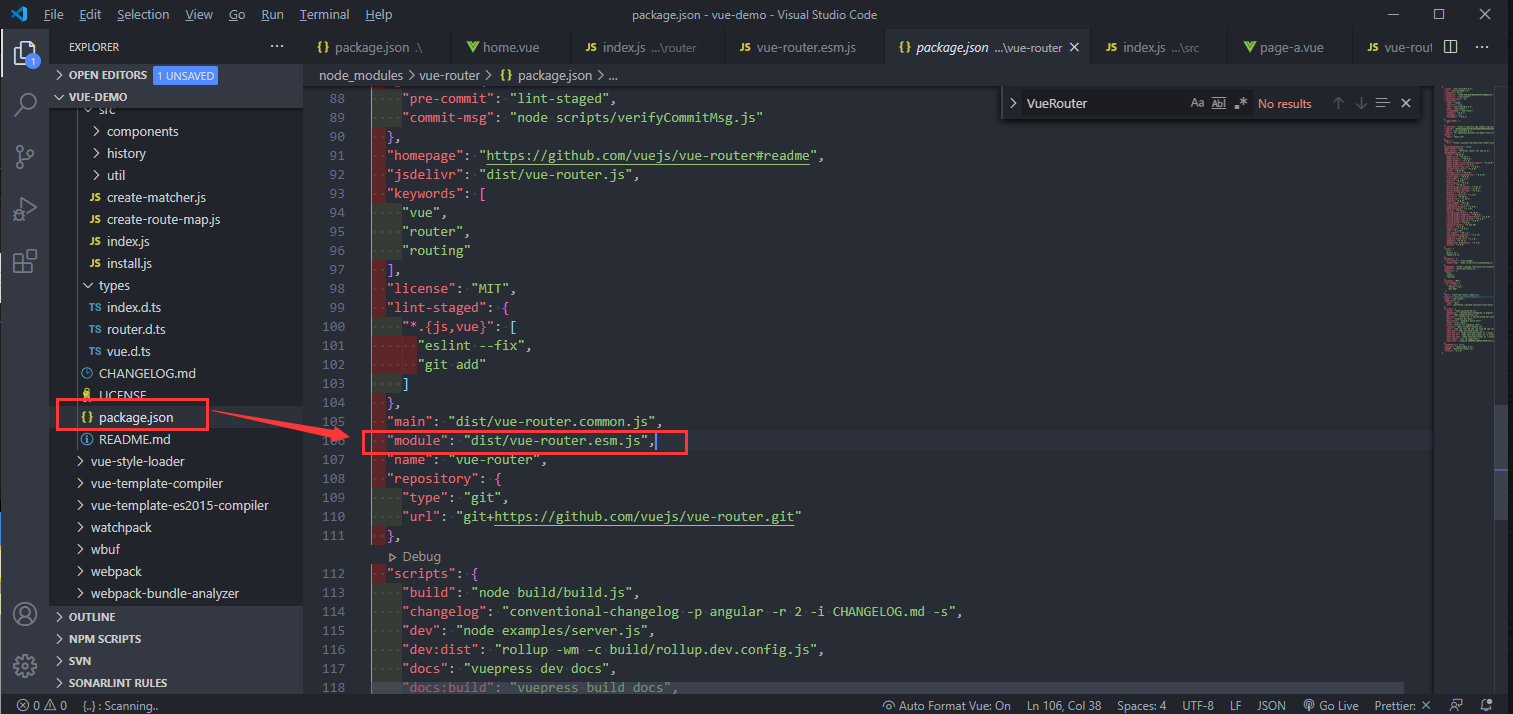 File Edit Selection View Go Run Terminal Help
package.json - vue-demo - Visual Studio Code
EXPLORER
{} package.json .\
home.vue
JS index.js ...\router
JS vue-router.esm.js
{} package.json ...\vue-router
JS index.js ...\src
page-a.vue
JS vue-rout
1
OPEN EDITORS 1 UNSAVED
VUE-DEMO
src
components
history
util
JS create-matcher.js
JS create-route-map.js
JS index.js
JS install.js
types
TS index.d.ts
TS router.d.ts
TS vue.d.ts
CHANGELOG.md
LICENSE
{} package.json
README.md
vue-style-loader
vue-template-compiler
vue-template-es2015-compiler
watchpack
wbuf
webpack
webpack-bundle-analyzer
OUTLINE
NPM SCRIPTS
SVN
SONARLINT RULES
node_modules > vue-router > {} package.json > ...
VueRouter Aa Abl .* No results
88 "pre-commit": "lint-staged",
89 "commit-msg": "node scripts/verifyCommitMsg.js"
90 },
91 "homepage": "https://github.com/vuejs/vue-router#readme",
92 "jsdelivr": "dist/vue-router.js",
93 "keywords": [
94 "vue",
95 "router",
96 "routing"
97 ],
98 "license": "MIT",
99 "lint-staged": {
100 "*.{js,vue}": [
101 "eslint --fix",
102 "git add"
103 ]
104 },
105 "main": "dist/vue-router.common.js",
106 "module": "dist/vue-router.esm.js",
107 "name": "vue-router",
108 "repository": {
109 "type": "git",
110 "url": "git+https://github.com/vuejs/vue-router.git"
111 },
Debug
112 "scripts": {
113 "build": "node build/build.js",
114 "changelog": "conventional-changelog -p angular -r 2 -i CHANGELOG.md -s",
115 "dev": "node examples/server.js",
116 "dev:dist": "rollup -wm -c build/rollup.dev.config.js",
117 "docs": "vuepress dev docs",
118 "docs:build": "vuepress build docs",
0 0 {..} : Scanning..
Auto Format Vue: On Ln 106, Col 38 Spaces: 4 UTF-8 LF JSON Go Live Prettier: ×